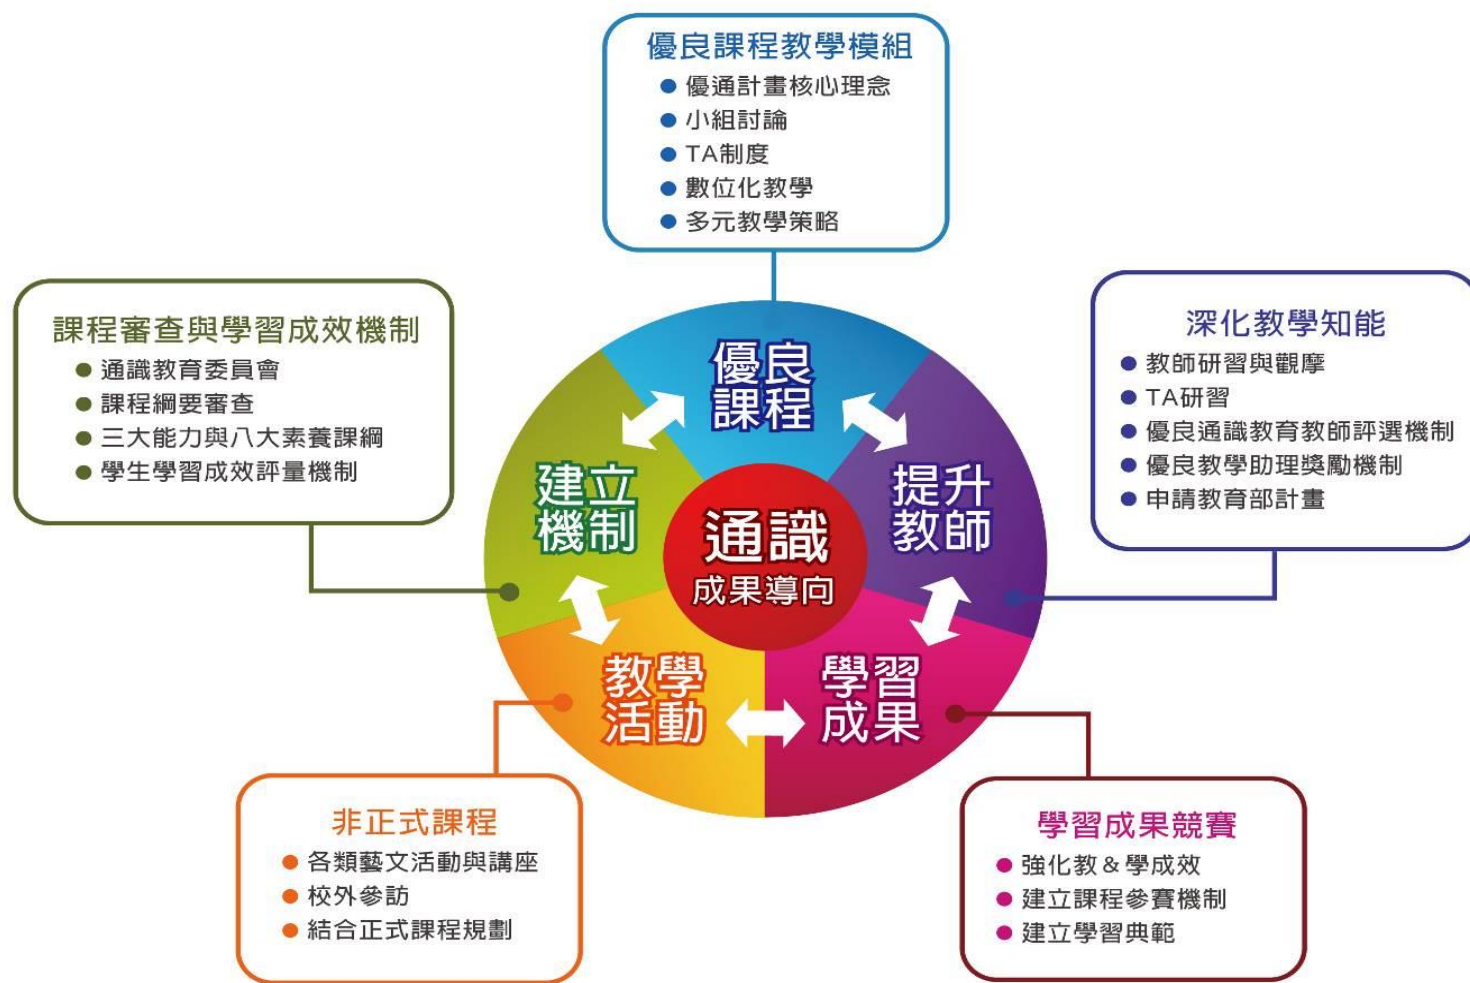 優良課程教學模組
優通計畫核心理念
小組討論
TA制度
數位化教學
多元教學策略
課程審查與學習成效機制
通識教育委員會
課程綱要審查
三大能力與八大素養課綱
學生學習成效評量機制
深化教學知能
教師研習與觀摩
TA研習
優良通識教育教師評選機制
優良教學助理獎勵機制
申請教育部計畫
優良
課程
建立
機制
提升
教師
通識
成果導向
教學
活動
學習
成果
非正式課程
各類藝文活動與講座
校外參訪
結合正式課程規劃
學習成果競賽
強化教&學成效
建立課程參賽機制
建立學習典範